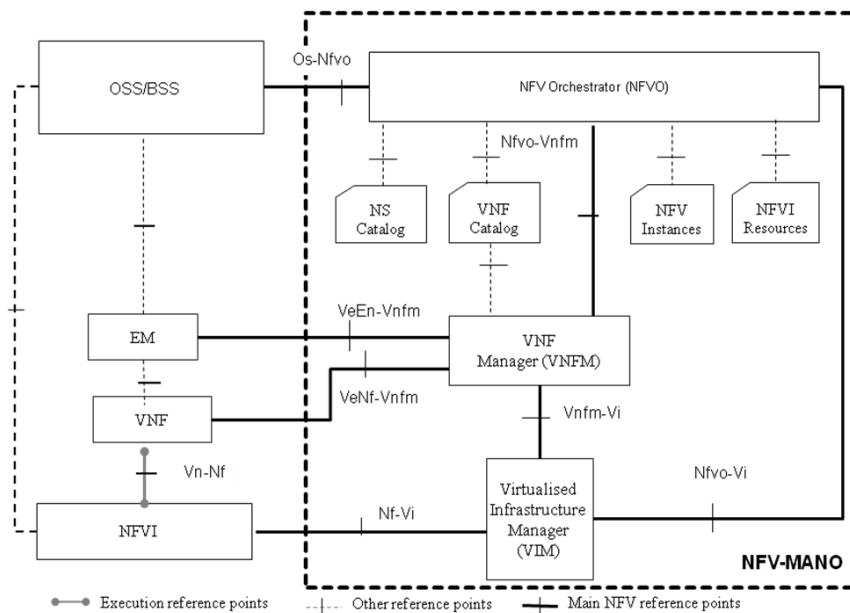 Os-Nfvo
OSS/BSS
NFV Orchestrator (NFVO)
Nfvo-Vnfm
NS
Catalog
VNF
Catalog
NFV
Instances
NFVI
Resources
VeEn-Vnfm
EM
VNF
Manager (VNFM)
VeNf-Vnfm
VNF
Vnfm-Vi
Vn-Nf
Nfvo-Vi
Virtualised
Infrastructure
Manager
(VIM)
Nf-Vi
NFVI
NFV-MANO
Execution reference points
Other reference points
Main NFV reference points